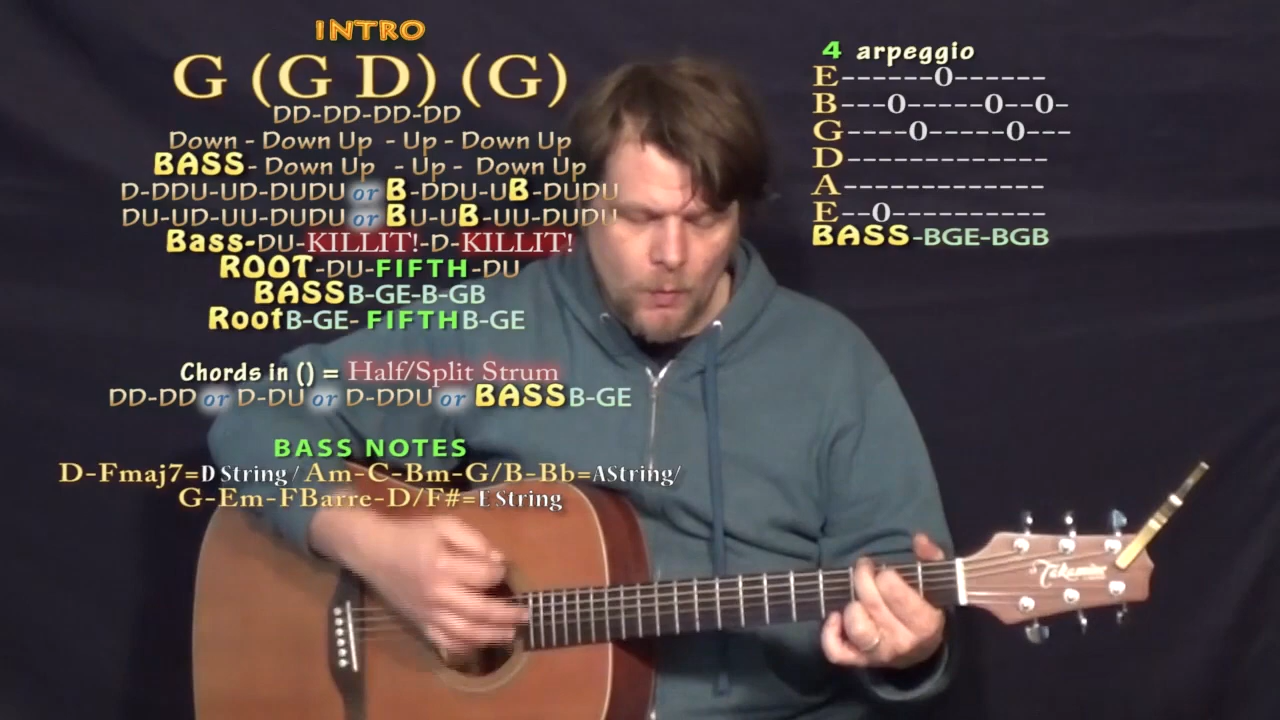 INTRO
G (G D) (G)
DD-DD-DD-DD
Down - Down Up - Up - Down Up
BASS - Down Up - Up - Down Up
D-DDU-UD-DUDU or B-DDU-UB-DUDU
DU-UD-UU-DUDU or BU-UB-UU-DUDU
Bass-DU-KILLIT!-D-KILLIT!
ROOT-DU-FIFTH-DU
BASSB-GE-B-GB
RootB-GE- FIFTHB-GE
Chords in () = Half/Split Strum
DD-DD or D-DU or D-DDU or BASSB-GE
BASS NOTES
D-Fmaj7=D String / Am-C-Bm-G/B-Bb=AString/
G-Em-FBarre-D/F#=E String
4 arpeggio
E------0------
B---0-----0--0-
G----0-----0---
D-------------
A-------------
E--0----------
BASS-BGE-BGB
Takamine